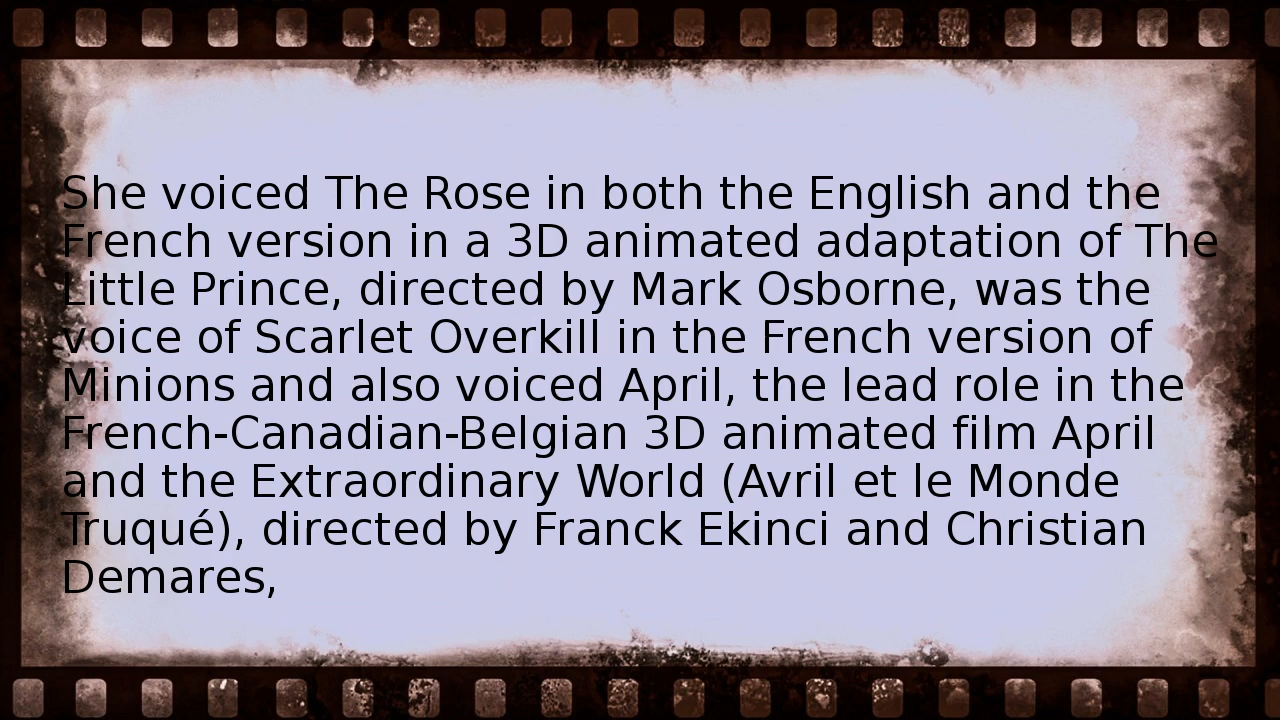 She voiced The Rose in both the English and the
French version in a 3D animated adaptation of The
Little Prince, directed by Mark Osborne, was the
voice of Scarlet Overkill in the French version of
Minions and also voiced April, the lead role in the
French-Canadian-Belgian 3D animated film April
and the Extraordinary World (Avril et le Monde
Truqué), directed by Franck Ekinci and Christian
Demares,